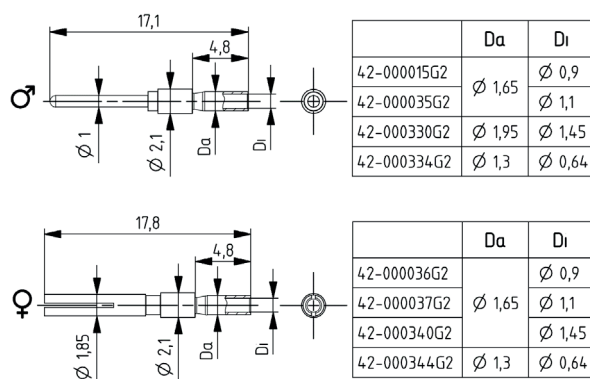 17,1
4,8
♂
Ø 1
Ø 2,1
Da
Di
Da Di
42-000015G2 Ø 1,65 Ø 0,9
42-000035G2 Ø 1,1
42-000330G2 Ø 1,95 Ø 1,45
42-000334G2 Ø 1,3 Ø 0,64
17,8
4,8
♀
Ø 1,85
Ø 2,1
Da
Di
Da Di
42-000036G2 Ø 1,65 Ø 0,9
42-000037G2 Ø 1,1
42-000340G2 Ø 1,45
42-000344G2 Ø 1,3 Ø 0,64